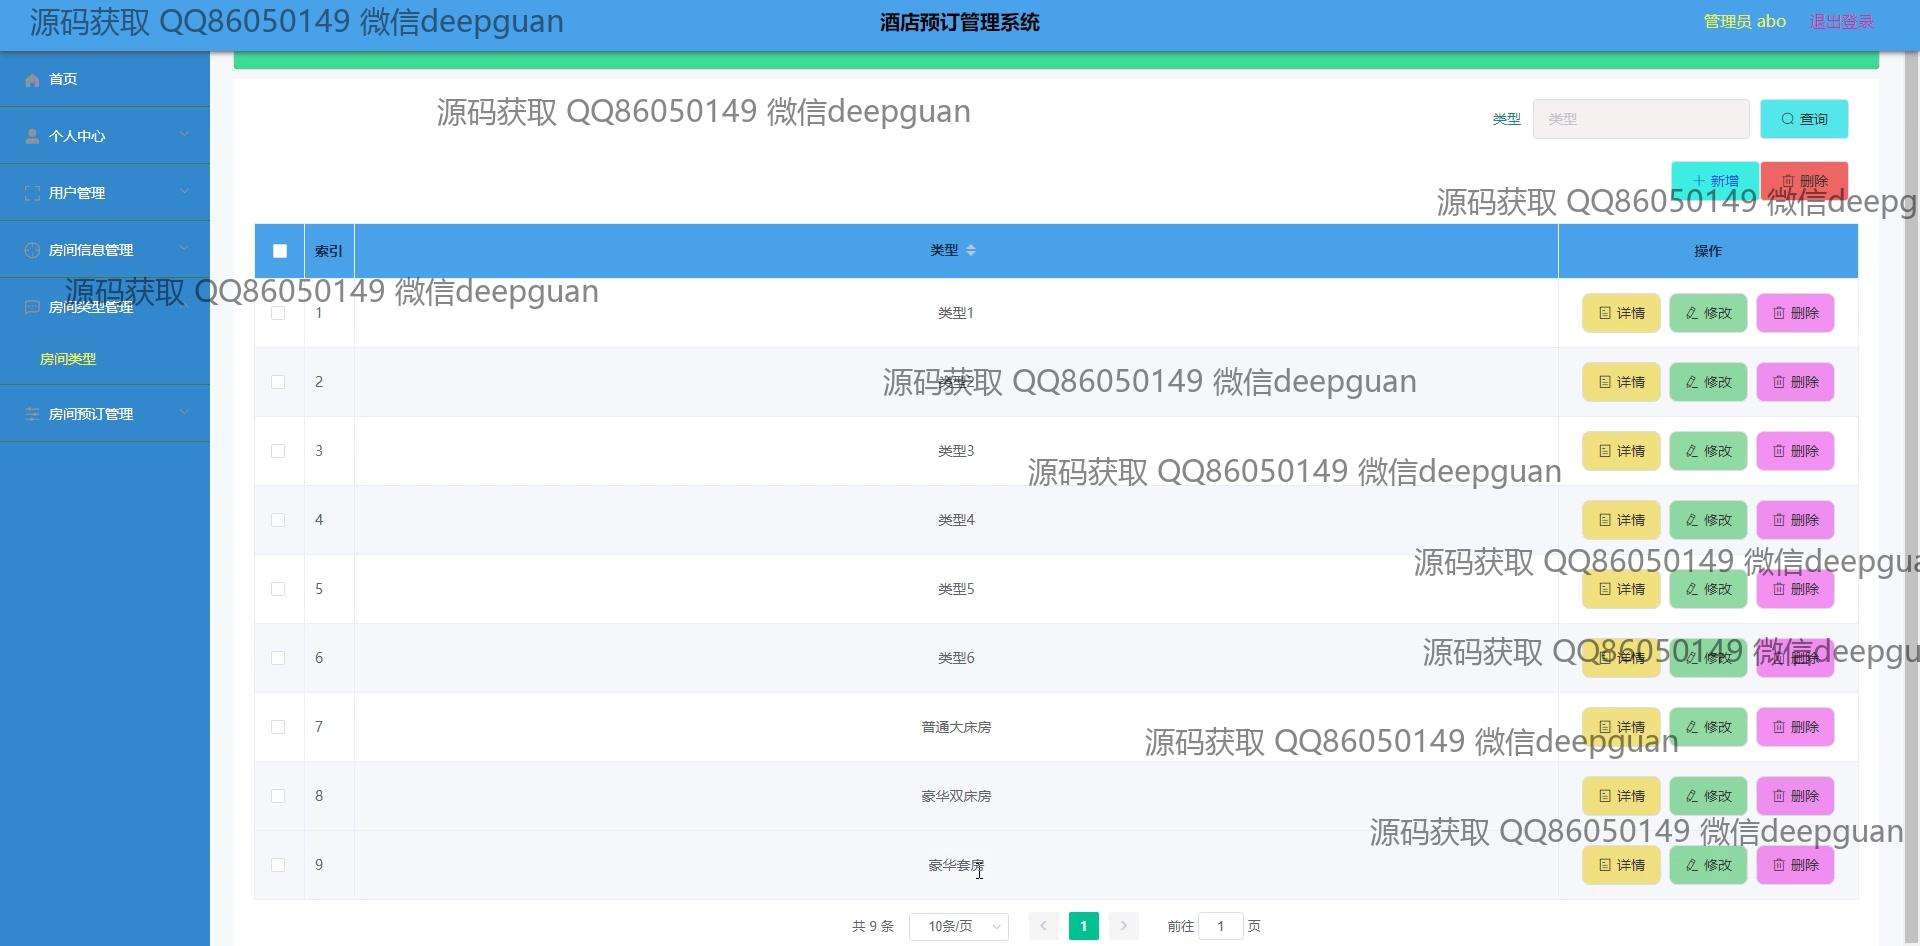 源码获取 QQ86050149 微信deepguan
酒店预订管理系统
管理员 abo
退出登录
首页
个人中心
用户管理
房间信息管理
房间类型管理
房间类型
房间预订管理
源码获取 QQ86050149 微信deepguan
类型
类型
查询
新增
删除
源码获取 QQ86050149 微信deepg
索引
类型
操作
源码获取 QQ86050149 微信deepguan
1 类型1 详情 修改 删除
2 类型2 详情 修改 删除
源码获取 QQ86050149 微信deepguan
3 类型3 详情 修改 删除
源码获取 QQ86050149 微信deepguan
4 类型4 详情 修改 删除
源码获取 QQ86050149 微信deepgua
5 类型5 详情 修改 删除
6 类型6 详情 修改 删除
源码获取 QQ86050149 微信deepgu
7 普通大床房 详情 修改 删除
源码获取 QQ86050149 微信deepguan
8 豪华双床房 详情 修改 删除
源码获取 QQ86050149 微信deepguan
9 豪华套房 详情 修改 删除
共 9 条 10条/页 1 前往 1 页